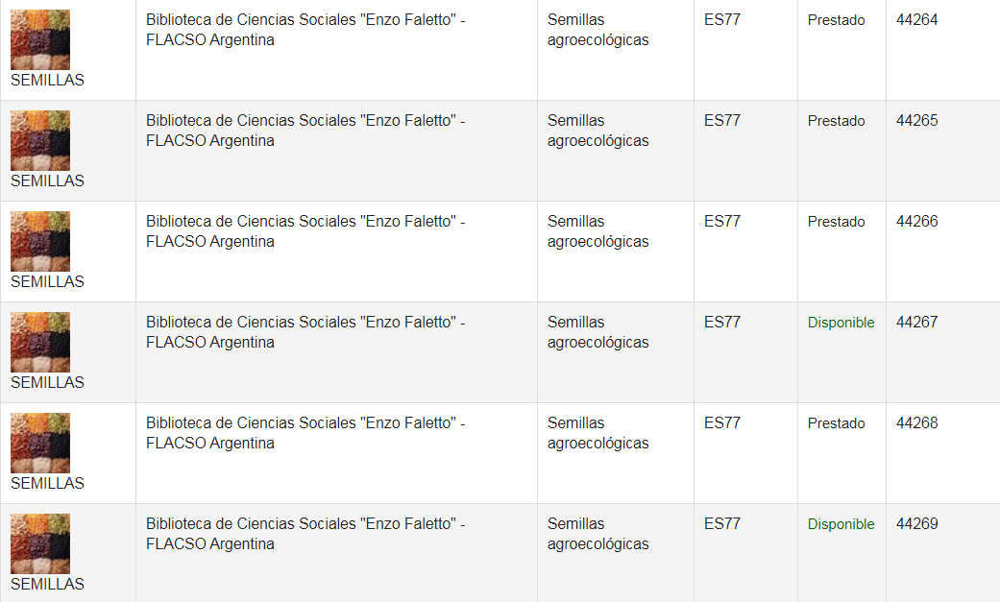 Biblioteca de Ciencias Sociales "Enzo Faletto" - Semillas ES77 Prestado 44264
FLACSO Argentina agroecológicas
SEMILLAS
Biblioteca de Ciencias Sociales "Enzo Faletto" - Semillas ES77 Prestado 44265
FLACSO Argentina agroecológicas
SEMILLAS
Biblioteca de Ciencias Sociales "Enzo Faletto" - Semillas ES77 Prestado 44266
FLACSO Argentina agroecológicas
SEMILLAS
Biblioteca de Ciencias Sociales "Enzo Faletto" - Semillas ES77 Disponible 44267
FLACSO Argentina agroecológicas
SEMILLAS
Biblioteca de Ciencias Sociales "Enzo Faletto" - Semillas ES77 Prestado 44268
FLACSO Argentina agroecológicas
SEMILLAS
Biblioteca de Ciencias Sociales "Enzo Faletto" - Semillas ES77 Disponible 44269
FLACSO Argentina agroecológicas
SEMILLAS